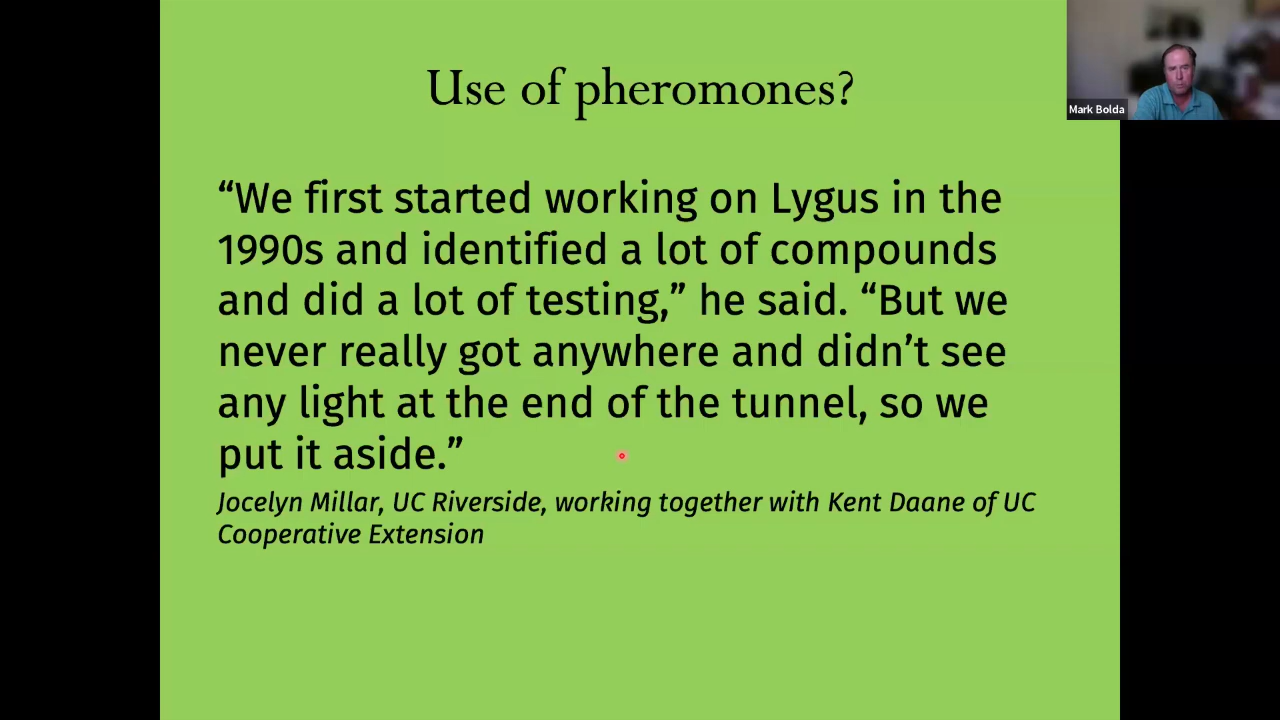 Use of pheromones?
Mark Bolda
“We first started working on Lygus in the
1990s and identified a lot of compounds
and did a lot of testing,” he said. “But we
never really got anywhere and didn’t see
any light at the end of the tunnel, so we
put it aside.”
Jocelyn Millar, UC Riverside, working together with Kent Daane of UC
Cooperative Extension